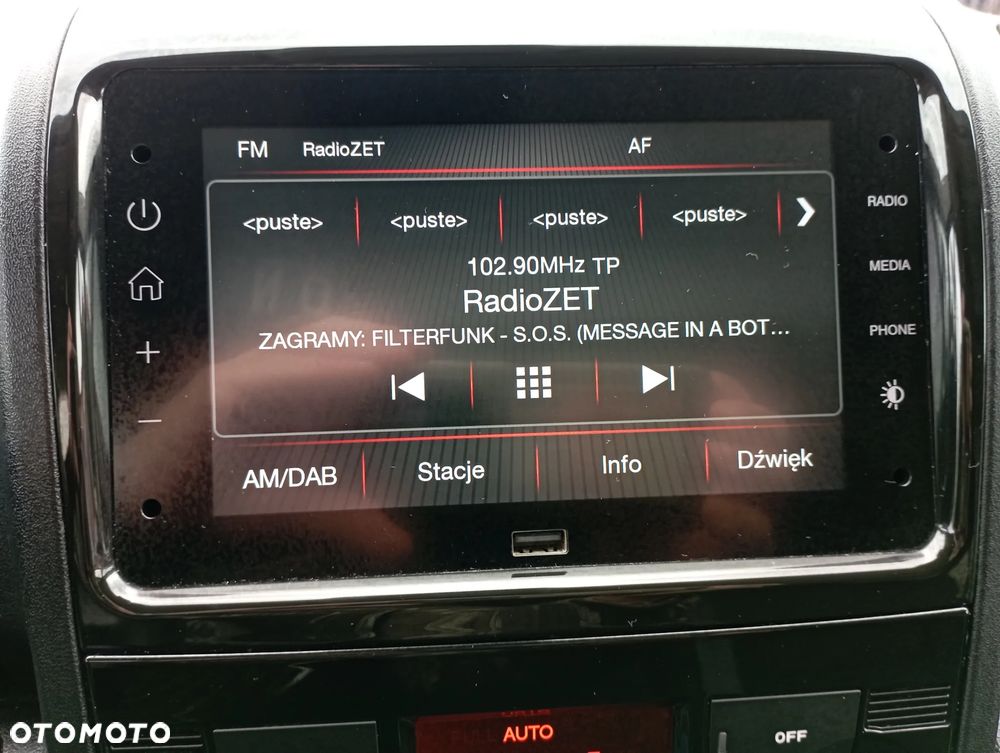 FM RadioZET AF
<puste> <puste> <puste> <puste>
RADIO
102.90MHz TP
MEDIA
RadioZET
ZAGRAMY: FILTERFUNK - S.O.S. (MESSAGE IN A BOT...
PHONE
AM/DAB Stacje Info Dźwięk
AUTO
OFF
OTOMOTO